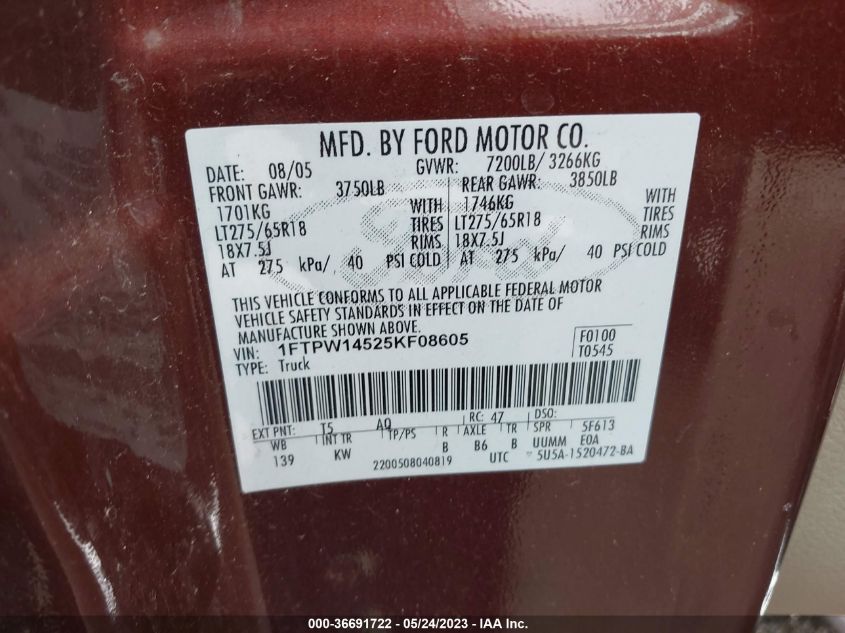 MFD. BY FORD MOTOR CO.
DATE: 08/05 GVWR: 7200LB/ 3266KG
FRONT GAWR: 3750LB REAR GAWR: 3850LB
1701KG WITH 1746KG WITH
LT275/65R18 TIRES LT275/65R18 TIRES
18X7.5J RIMS 18X7.5J RIMS
AT 275 kPa/ 40 PSI COLD AT 275 kPa/ 40 PSI COLD
THIS VEHICLE CONFORMS TO ALL APPLICABLE FEDERAL MOTOR
VEHICLE SAFETY STANDARDS IN EFFECT ON THE DATE OF
MANUFACTURE SHOWN ABOVE.
VIN: 1FTPW14525KF08605 F0100
TYPE: Truck T0545
EXT PNT: T5 AQ RC: 47 DSO:
WB INT TR TP/PS R AXLE TR SPR 5F613
139 KW B B6 B UUMM E0A
2200508040819 UTC 5U5A-1520472-BA
Ford
000-36691722 - 05/24/2023 - IAA Inc.